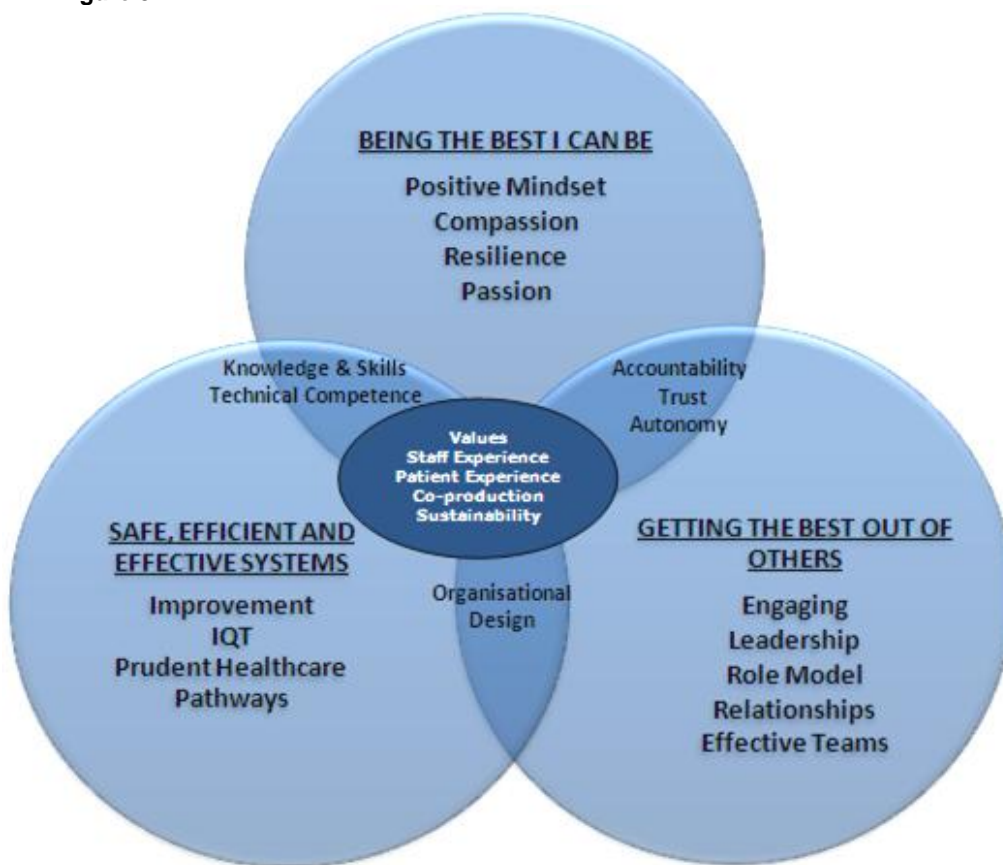 BEING THE BEST I CAN BE
Positive Mindset
Compassion
Resilience
Passion
Knowledge & Skills
Technical Competence
Accountability
Trust
Autonomy
Values
Staff Experience
Patient Experience
Co-production
Sustainability
SAFE, EFFICIENT AND
EFFECTIVE SYSTEMS
Improvement
IQT
Prudent Healthcare
Pathways
Organisational
Design
GETTING THE BEST OUT OF
OTHERS
Engaging
Leadership
Role Model
Relationships
Effective Teams